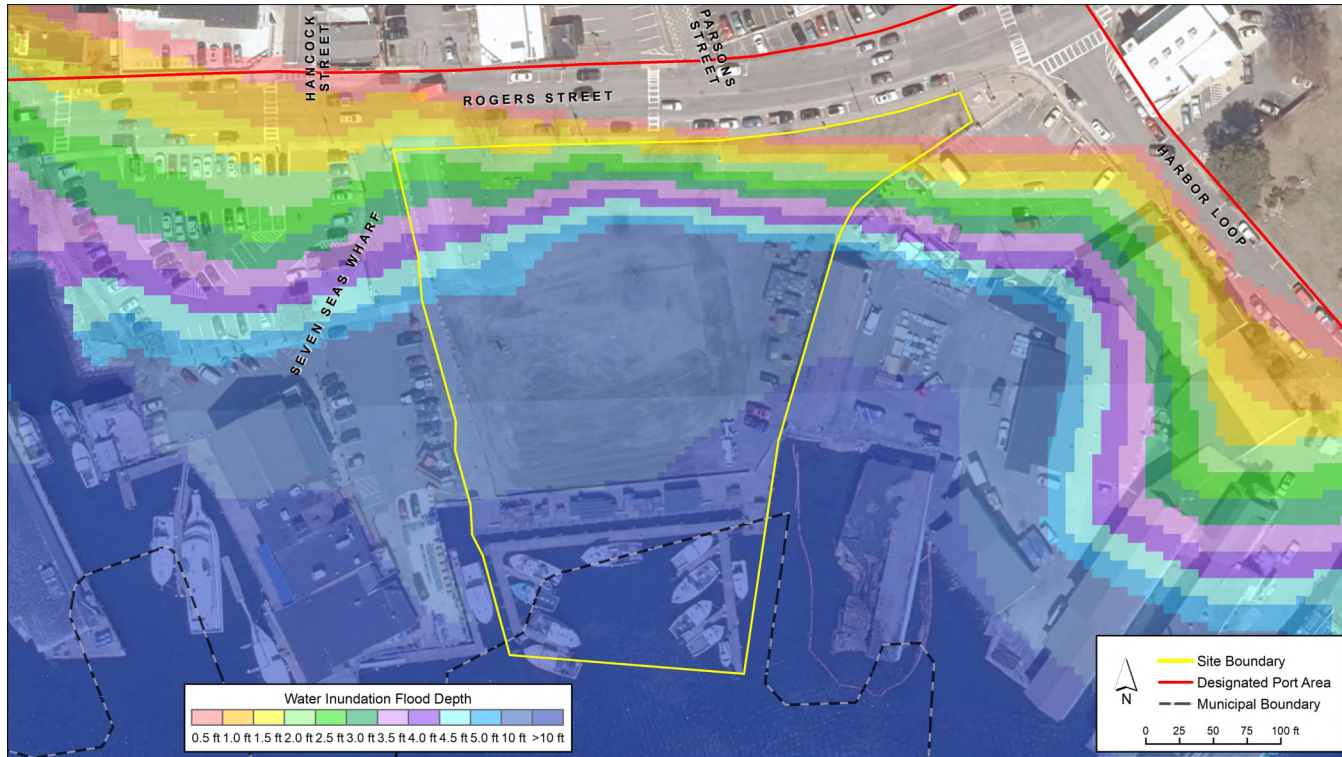 HANCOCK
STREET
PARSONS
STREET
ROGERS STREET
HARBOR LOOP
SEVEN SEAS WHARF
Water Inundation Flood Depth
0.5 ft 1.0 ft 1.5 ft 2.0 ft 2.5 ft 3.0 ft 3.5 ft 4.0 ft 4.5 ft 5.0 ft 10 ft >10 ft
N
Site Boundary
Designated Port Area
Municipal Boundary
0 25 50 75 100 ft